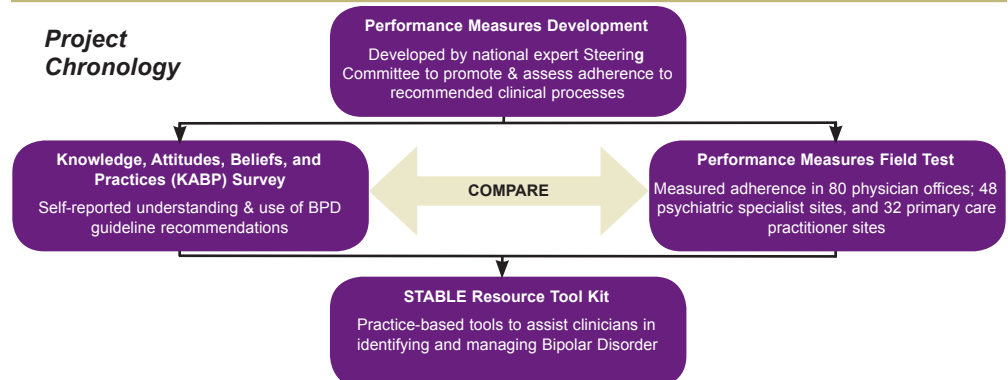 Project
Chronology
Performance Measures Development
Developed by national expert Steering
Committee to promote & assess adherence to
recommended clinical processes
Knowledge, Attitudes, Beliefs, and
Practices (KABP) Survey
Self-reported understanding & use of BPD
guideline recommendations
COMPARE
Performance Measures Field Test
Measured adherence in 80 physician offices; 48
psychiatric specialist sites, and 32 primary care
practitioner sites
STABLE Resource Tool Kit
Practice-based tools to assist clinicians in
identifying and managing Bipolar Disorder